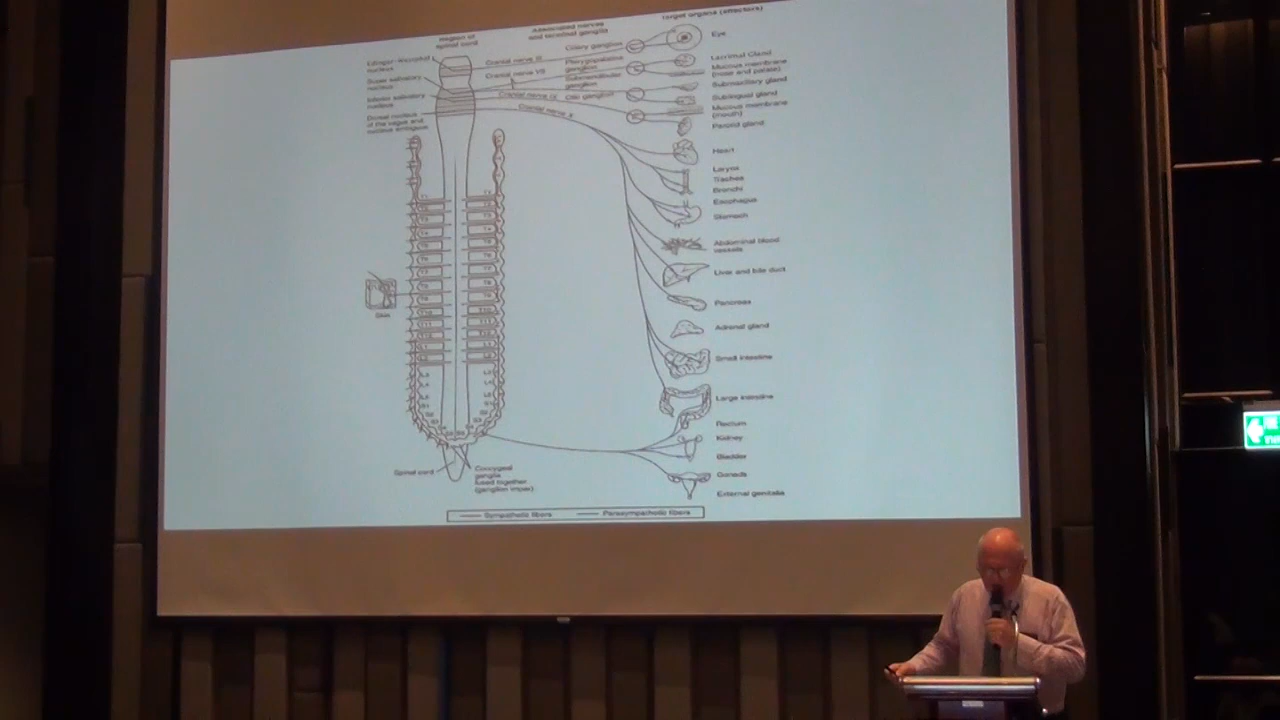 Region of
spinal cord
Associated nerves
and terminal ganglia
Target organs (effectors)
Edinger-Westphal
nucleus
Super salivatory
nucleus
Inferior salivatory
nucleus
Dorsal nucleus
of the vagus and
nucleus ambiguus
Cranial nerve III
Cranial nerve VII
Cranial nerve IX
Cranial nerve X
Ciliary ganglion
Pterygopalatine
ganglion
Submandibular
ganglion
Otic ganglion
Eye
Lacrimal Gland
Mucous membrane
(nose and palate)
Submaxillary gland
Sublingual gland
Mucous membrane
(mouth)
Parotid gland
Heart
Larynx
Trachea
Bronchi
Esophagus
Stomach
Abdominal blood
vessels
Liver and bile duct
Pancreas
Adrenal gland
Small intestine
Large intestine
Rectum
Kidney
Bladder
Gonads
External genitalia
Skin
Spinal cord
Coccygeal
ganglia
fused together
(ganglion impar)
Sympathetic fibers
Parasympathetic fibers